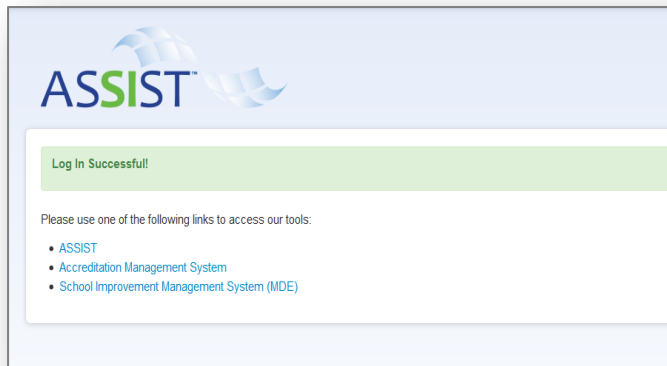 ASSIST™
Log In Successful!
Please use one of the following links to access our tools:
• ASSIST
• Accreditation Management System
• School Improvement Management System (MDE)